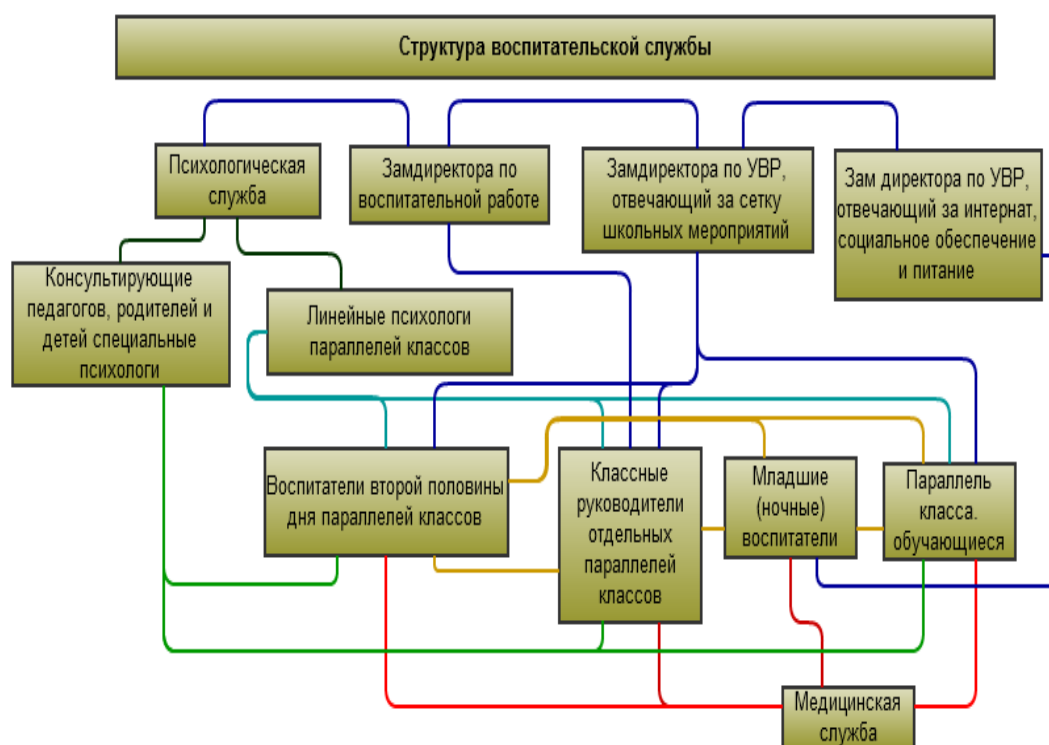 Структура воспитательской службы
Психологическая
служба
Замдиректора по
воспитательной работе
Замдиректора по УВР,
отвечающий за сетку
школьных мероприятий
Зам директора по УВР,
отвечающий за интернат,
социальное обеспечение
и питание
Консультирующие
педагогов, родителей и
детей специальные
психологи
Линейные психологи
параллелей классов
Воспитатели второй половины
дня параллелей классов
Классные
руководители
отдельных
параллелей
классов
Младшие
(ночные)
воспитатели
Параллель
класса.
обучающиеся
Медицинская
служба